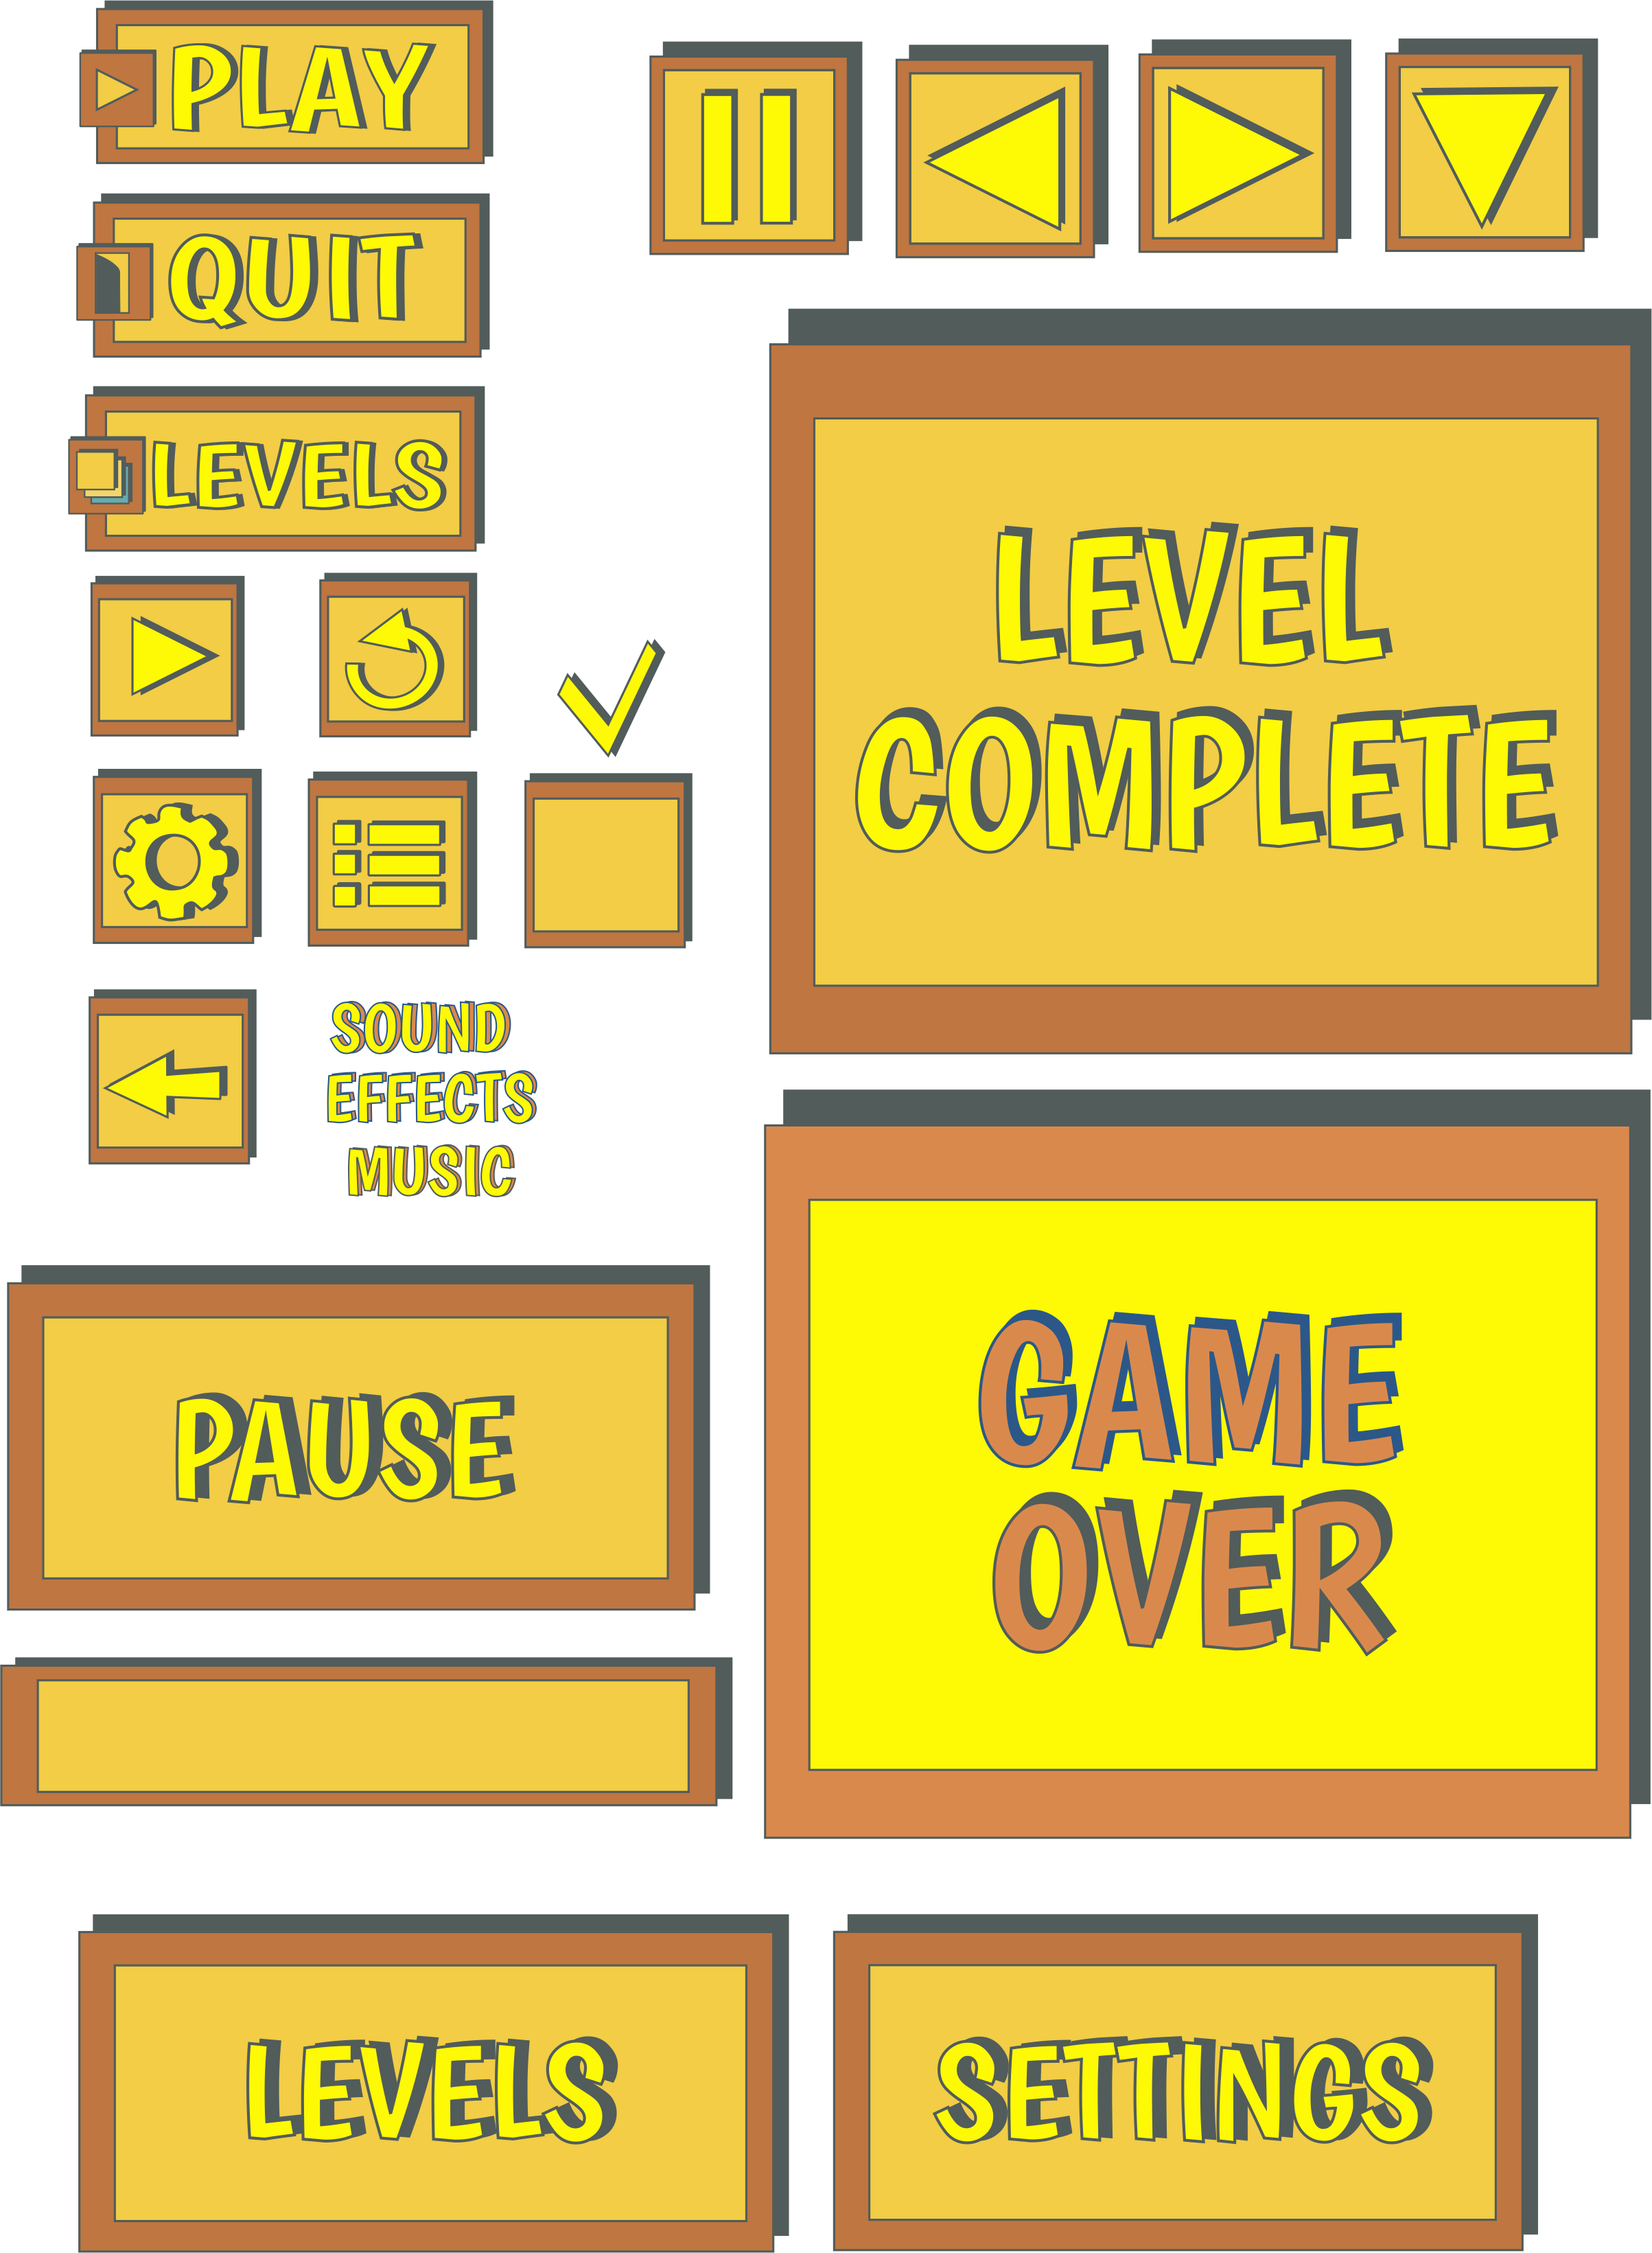 PLAY
QUIT
LEVELS
LEVEL
COMPLETE
SOUND
EFFECTS
MUSIC
PAUSE
GAME
OVER
LEVELS
SETTINGS